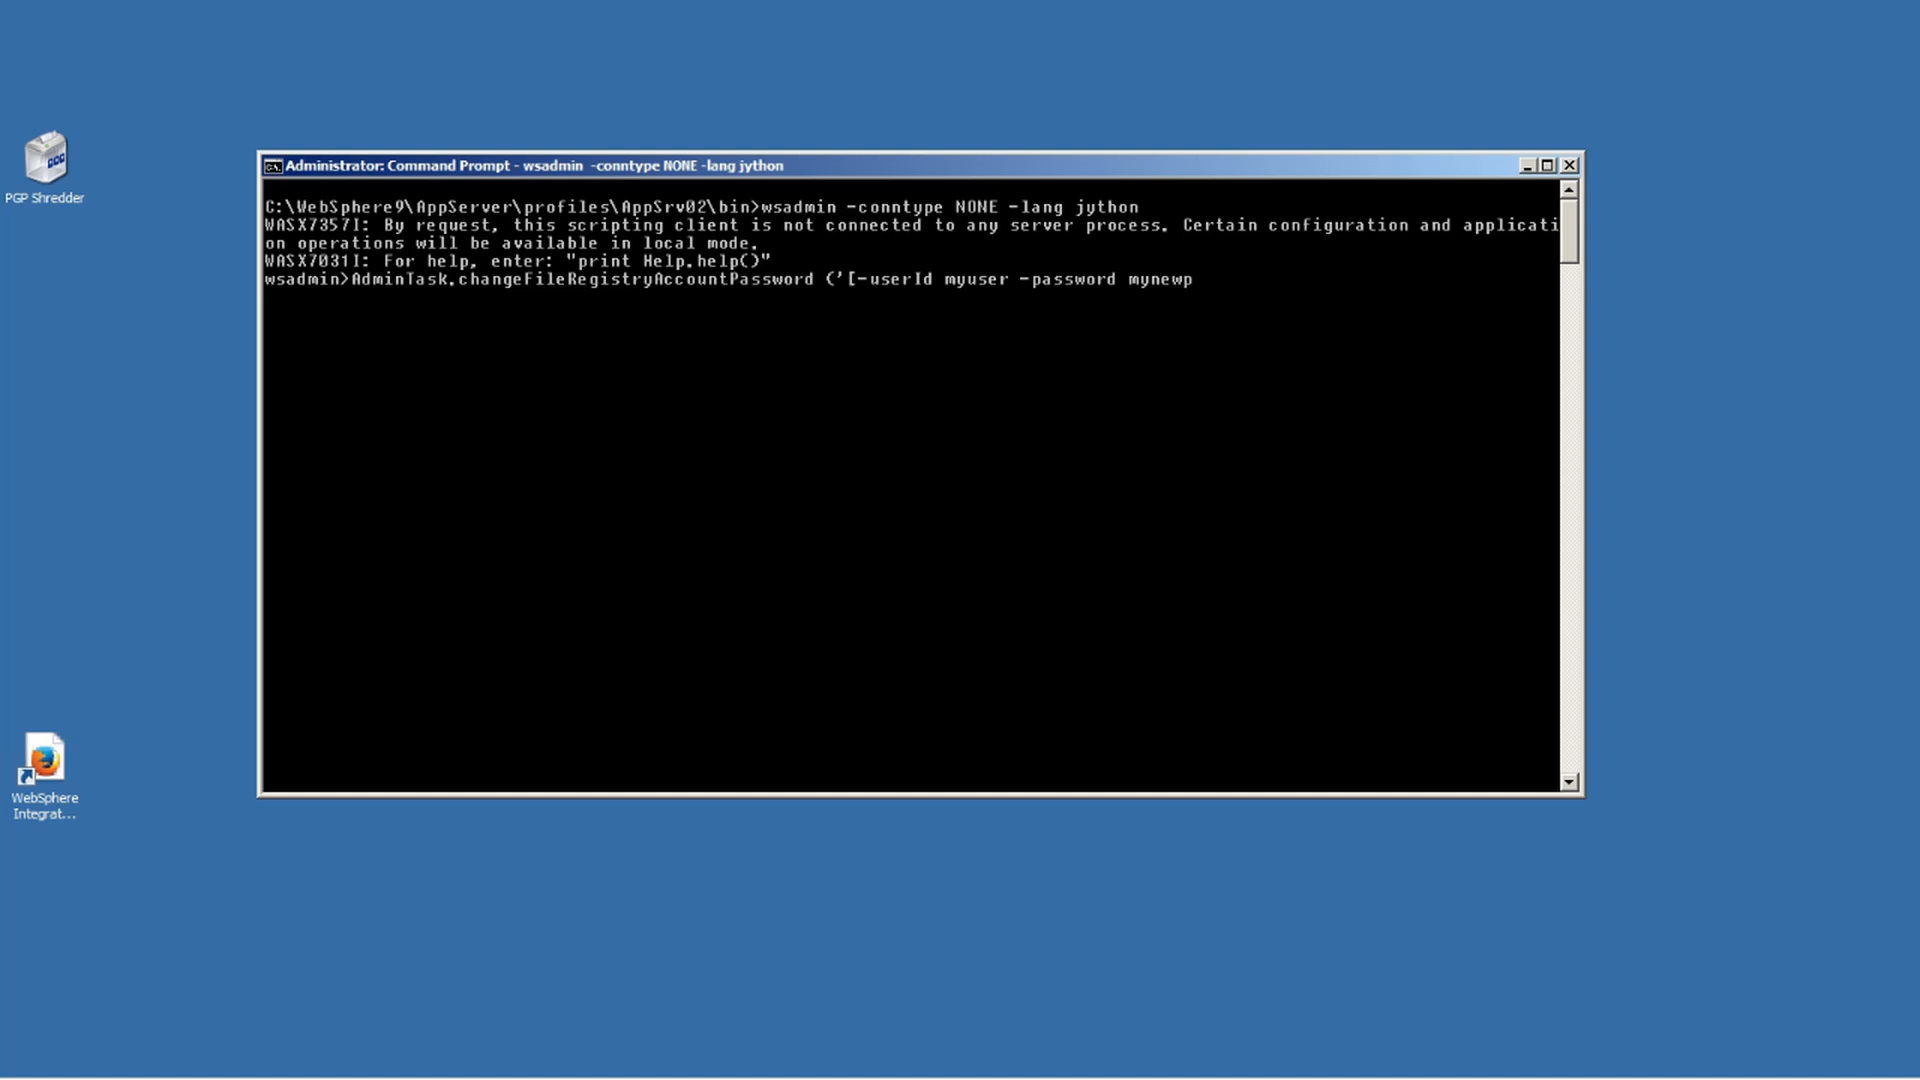 PGP Shredder
Administrator: Command Prompt - wsadmin -conntype NONE -lang jython
C:\WebSphere9\AppServer\profiles\AppSrv02\bin>wsadmin -conntype NONE -lang jython
WASX7357I: By request, this scripting client is not connected to any server process. Certain configuration and applicati
on operations will be available in local mode.
WASX7031I: For help, enter: "print Help.help()"
wsadmin>AdminTask.changeFileRegistryAccountPassword ('[-userId myuser -password mynewp
WebSphere
Integrat...